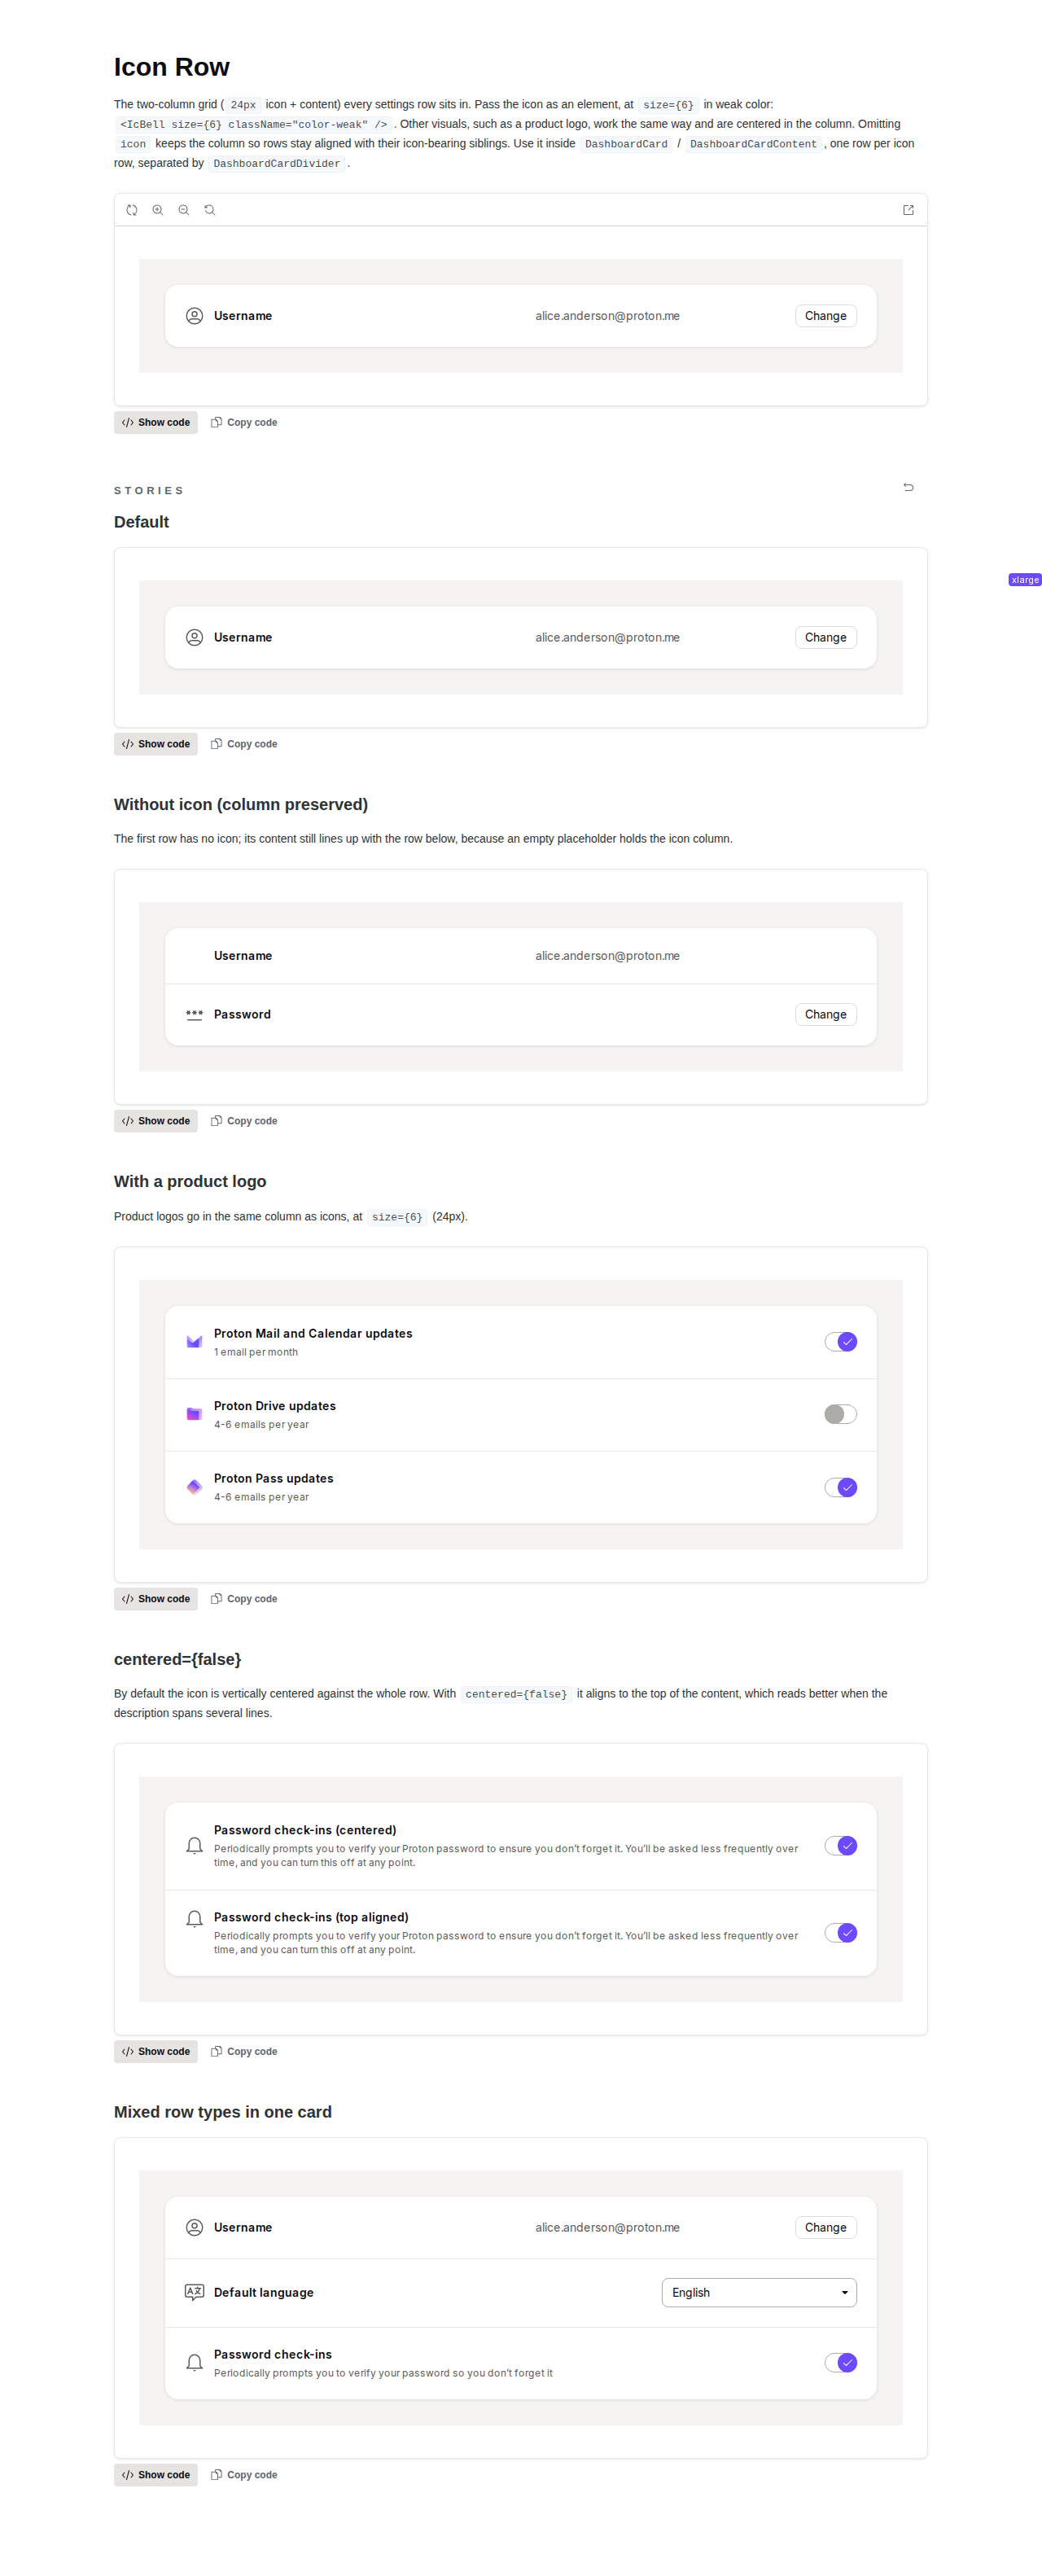 Icon Row
The two-column grid ( 24px icon + content) every settings row sits in. Pass the icon as an element, at size={6} in weak color:
<IcBell size={6} className="color-weak" /> . Other visuals, such as a product logo, work the same way and are centered in the column. Omitting
icon keeps the column so rows stay aligned with their icon-bearing siblings. Use it inside DashboardCard / DashboardCardContent , one row per icon
row, separated by DashboardCardDivider .
Username alice.anderson@proton.me Change
Show code Copy code
STORIES
Default
xlarge
Username alice.anderson@proton.me Change
Show code Copy code
Without icon (column preserved)
The first row has no icon; its content still lines up with the row below, because an empty placeholder holds the icon column.
Username alice.anderson@proton.me
Password Change
Show code Copy code
With a product logo
Product logos go in the same column as icons, at size={6} (24px).
Proton Mail and Calendar updates
1 email per month
Proton Drive updates
4-6 emails per year
Proton Pass updates
4-6 emails per year
Show code Copy code
centered={false}
By default the icon is vertically centered against the whole row. With centered={false} it aligns to the top of the content, which reads better when the
description spans several lines.
Password check-ins (centered)
Periodically prompts you to verify your Proton password to ensure you don't forget it. You'll be asked less frequently over
time, and you can turn this off at any point.
Password check-ins (top aligned)
Periodically prompts you to verify your Proton password to ensure you don't forget it. You'll be asked less frequently over
time, and you can turn this off at any point.
Show code Copy code
Mixed row types in one card
Username alice.anderson@proton.me Change
Default language English
Password check-ins
Periodically prompts you to verify your password so you don't forget it
Show code Copy code